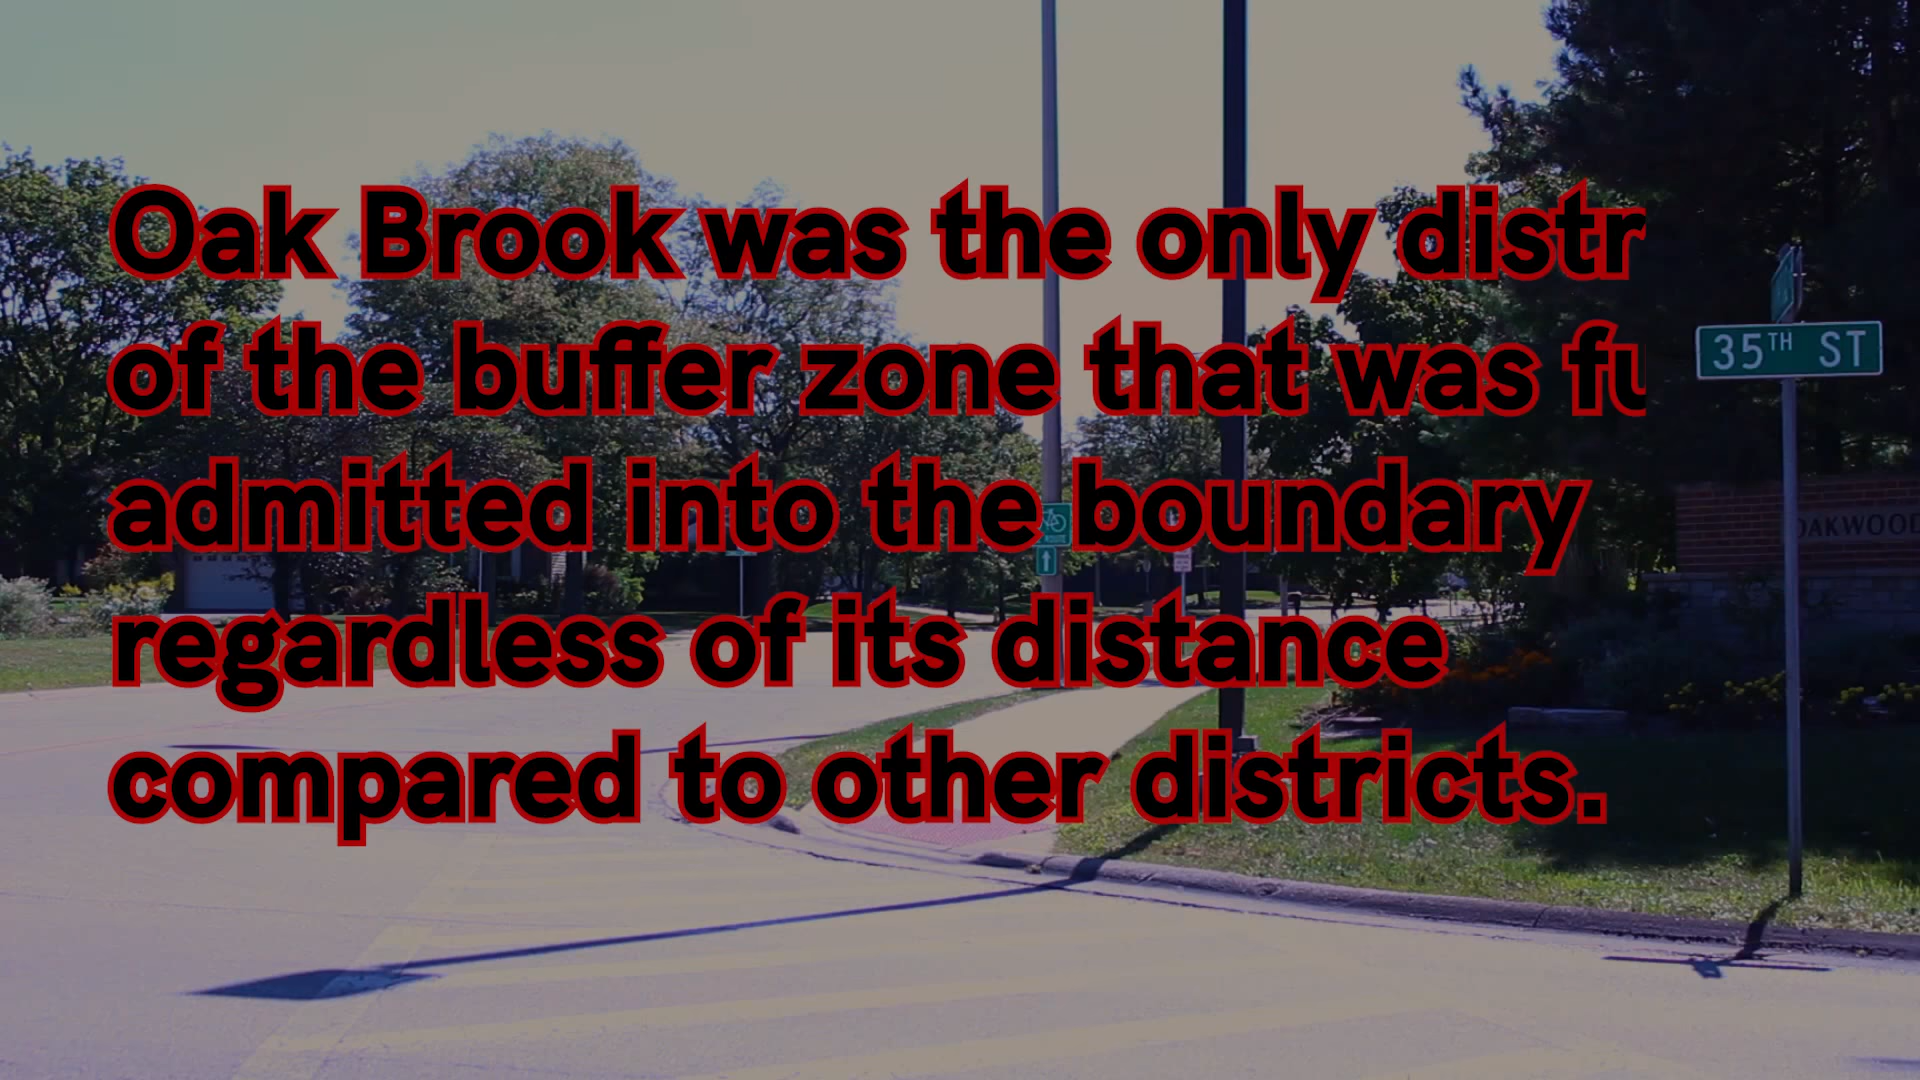 Oak Brook was the only distr
of the buffer zone that was fu
admitted into the boundary
regardless of its distance
compared to other districts.
35TH ST
OAKWOOD
ROUTE